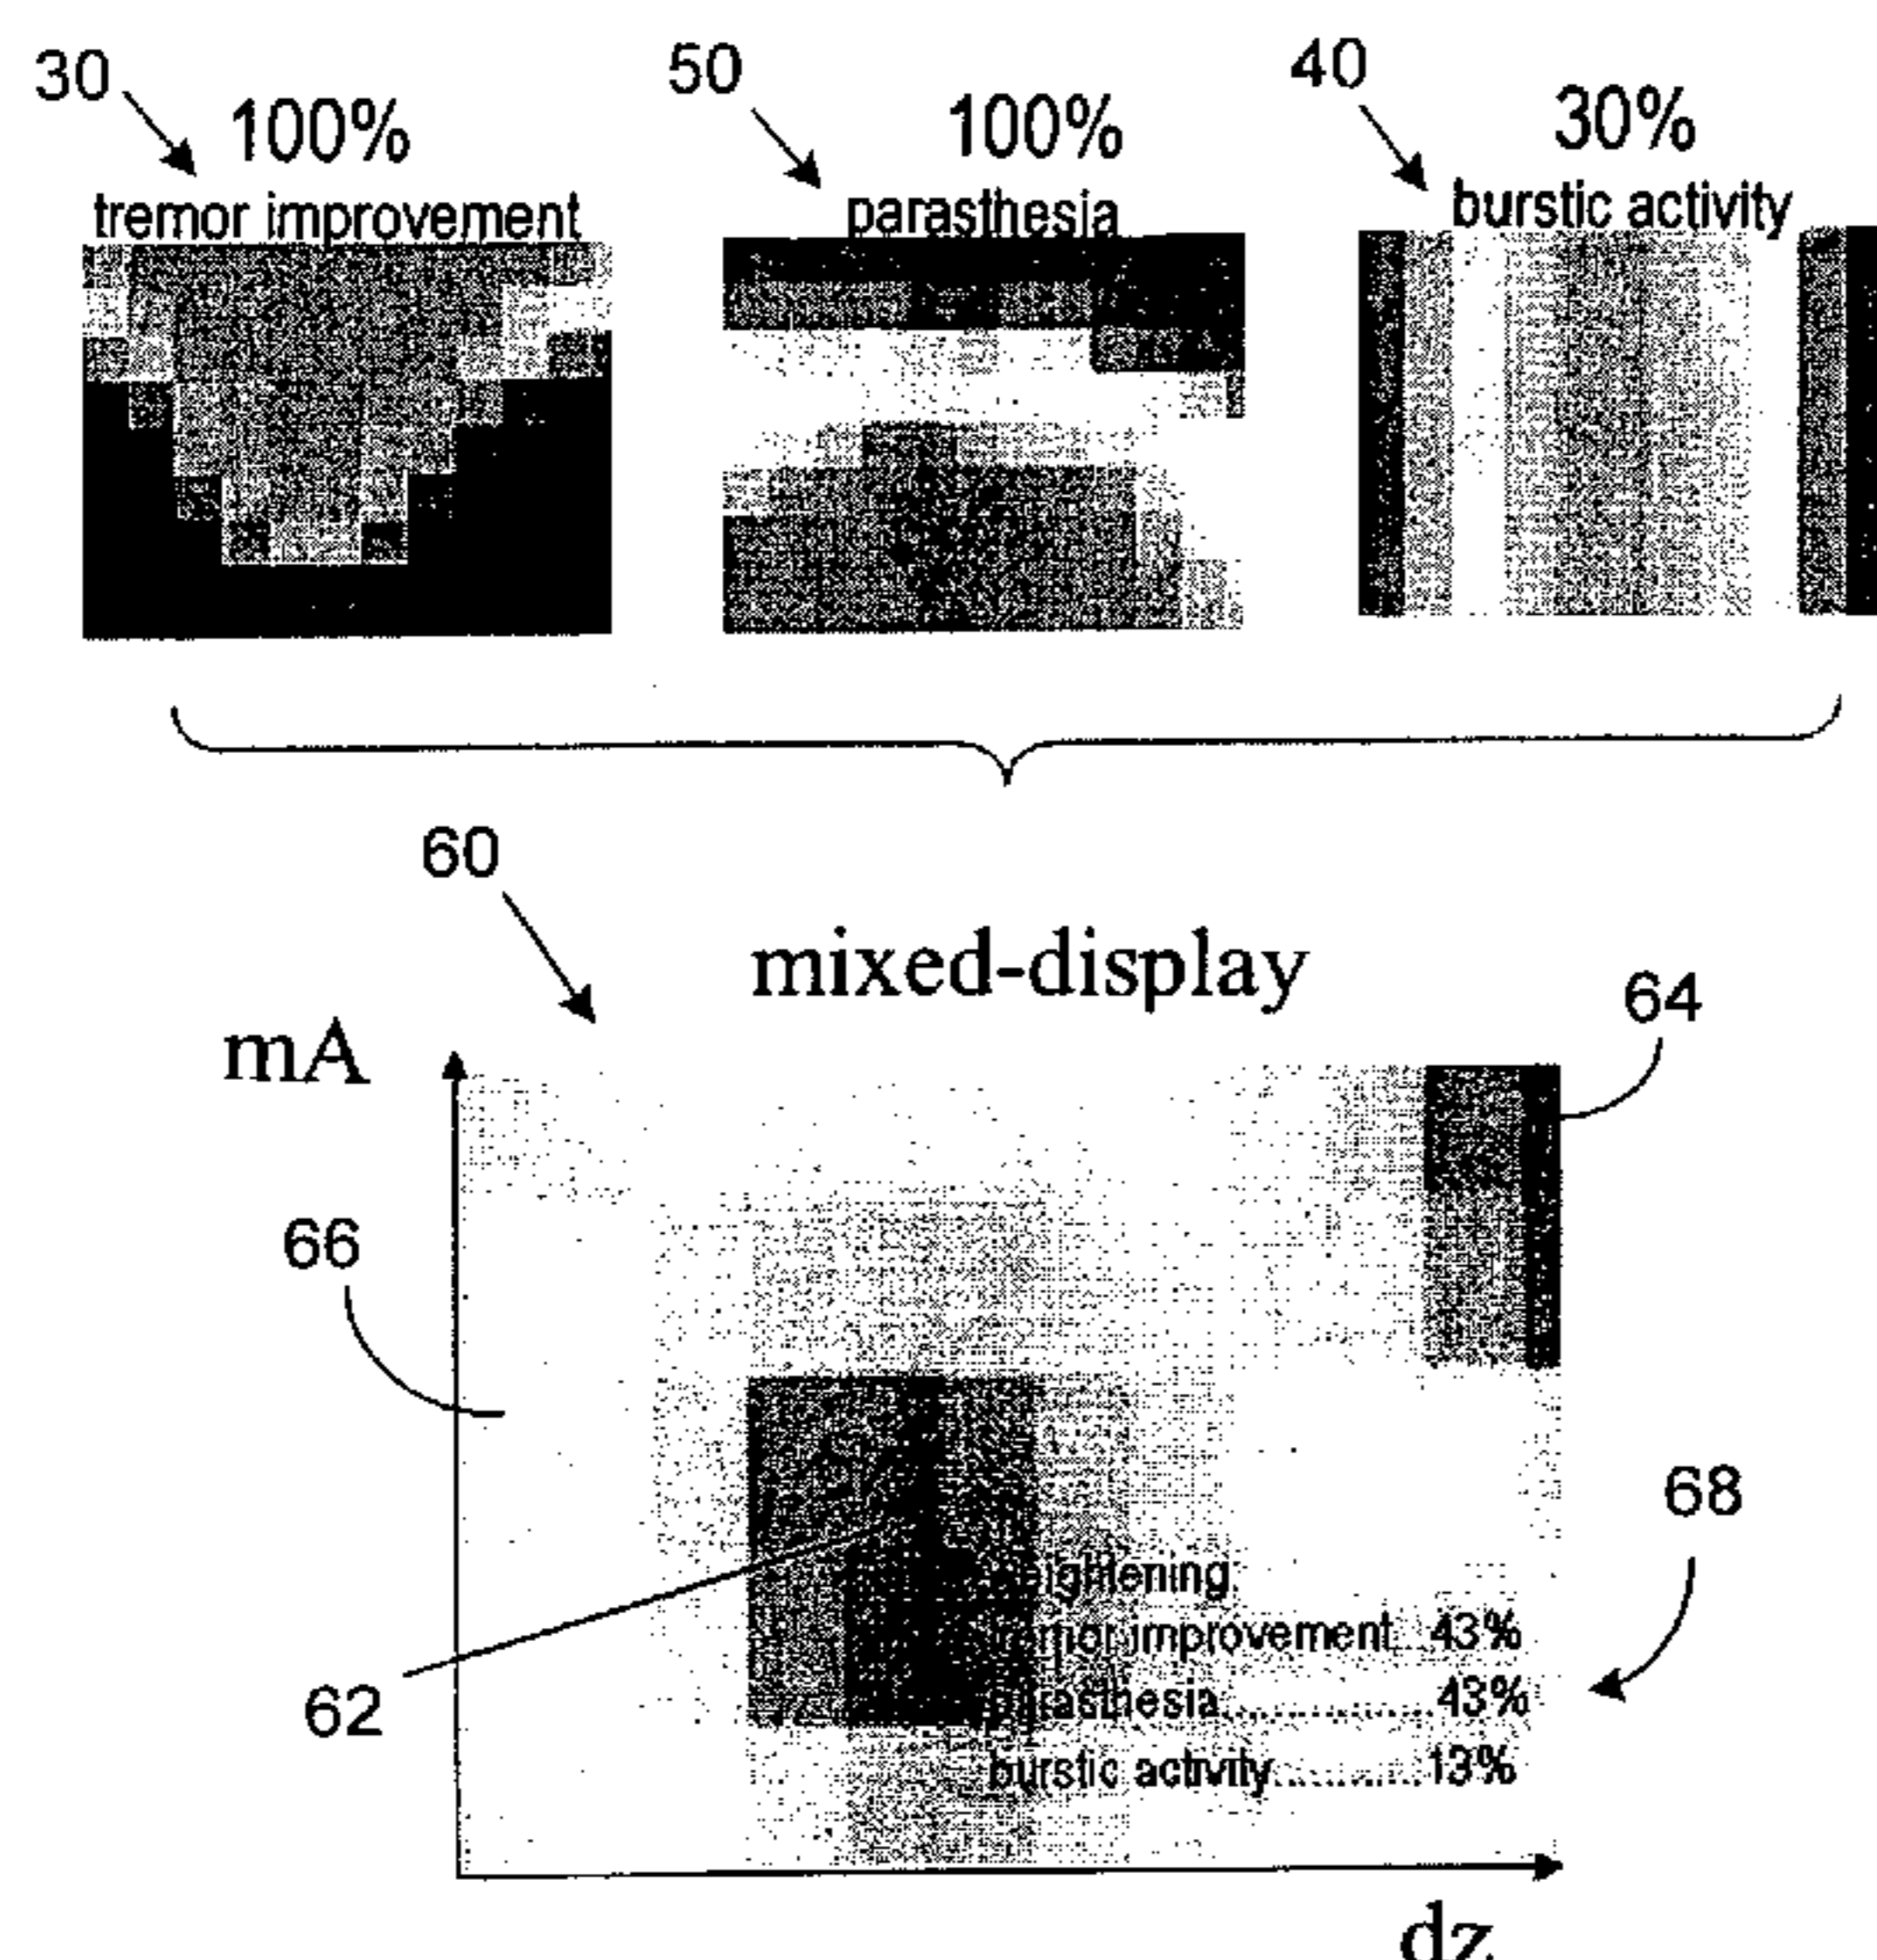 30
100%
tremor improvement
50
100%
parasthesia
40
30%
burstic activity
60
mixed-display
mA
64
66
68
62
tremor improvement...43%
parasthesia................43%
burstic activity...........13%
dz